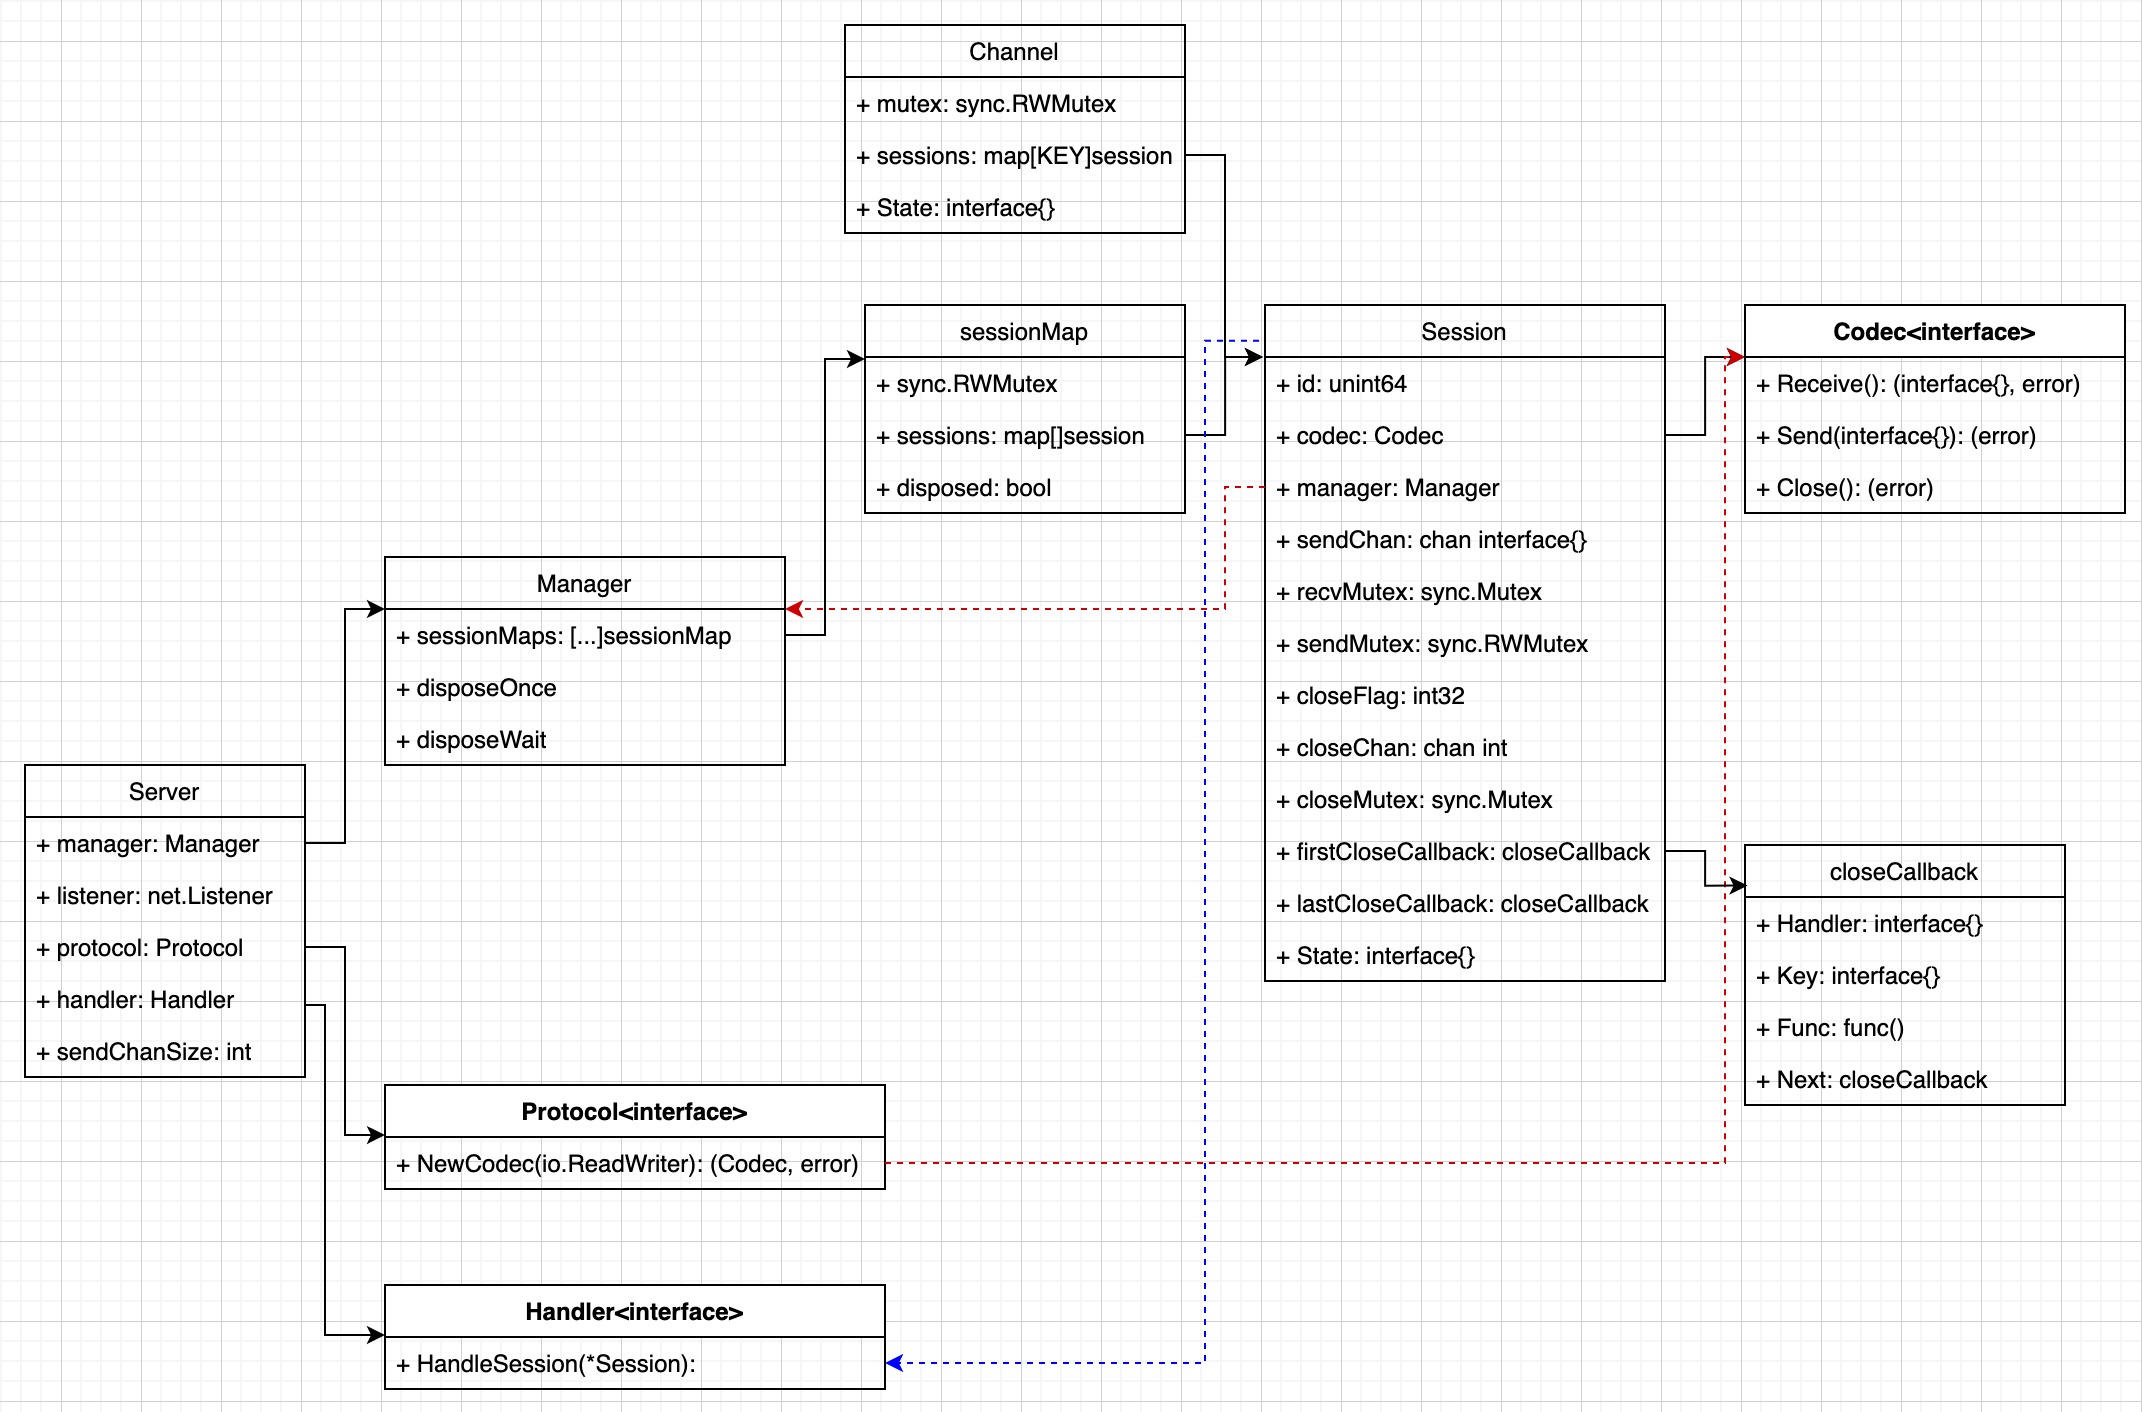 Channel
+ mutex: sync.RWMutex
+ sessions: map[KEY]session
+ State: interface{}
sessionMap
+ sync.RWMutex
+ sessions: map[]session
+ disposed: bool
Session
+ id: unint64
+ codec: Codec
+ manager: Manager
+ sendChan: chan interface{}
+ recvMutex: sync.Mutex
+ sendMutex: sync.RWMutex
+ closeFlag: int32
+ closeChan: chan int
+ closeMutex: sync.Mutex
+ firstCloseCallback: closeCallback
+ lastCloseCallback: closeCallback
+ State: interface{}
Codec<interface>
+ Receive(): (interface{}, error)
+ Send(interface{}): (error)
+ Close(): (error)
Manager
+ sessionMaps: [...]sessionMap
+ disposeOnce
+ disposeWait
Server
+ manager: Manager
+ listener: net.Listener
+ protocol: Protocol
+ handler: Handler
+ sendChanSize: int
closeCallback
+ Handler: interface{}
+ Key: interface{}
+ Func: func()
+ Next: closeCallback
Protocol<interface>
+ NewCodec(io.ReadWriter): (Codec, error)
Handler<interface>
+ HandleSession(*Session):